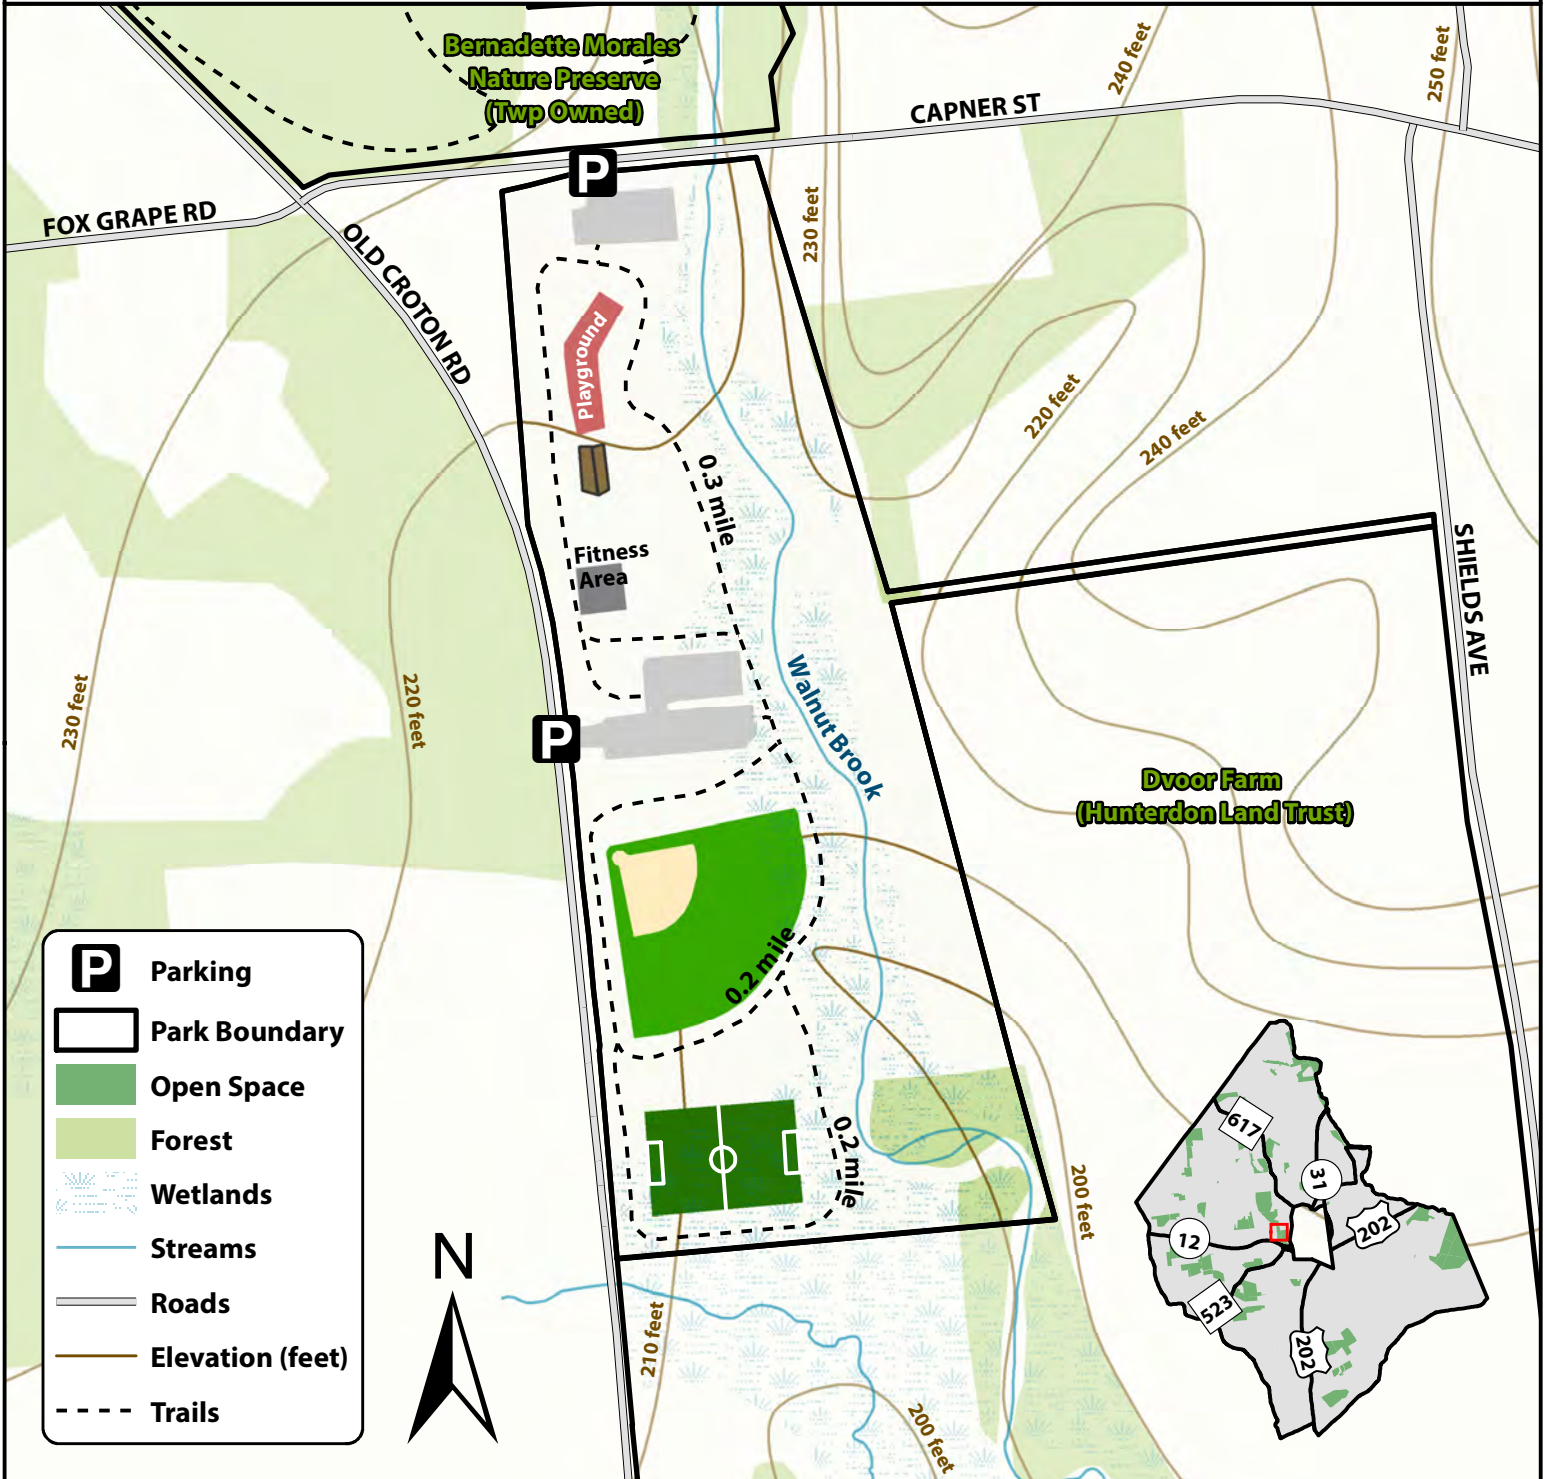 Bernadette Morales
Nature Preserve
(Twp Owned)
240 feet
250 feet
CAPNER ST
P
FOX GRAPE RD
OLD CROTON RD
230 feet
Playground
220 feet
240 feet
0.3 mile
Fitness
Area
SHIELDS AVE
230 feet
220 feet
Walnut Brook
P
Dvoor Farm
(Hunterdon Land Trust)
0.2 mile
P Parking
Park Boundary
Open Space
Forest
Wetlands
Streams
Roads
Elevation (feet)
Trails
N
0.2 mile
200 feet
210 feet
200 feet
617
31
12
202
523
202